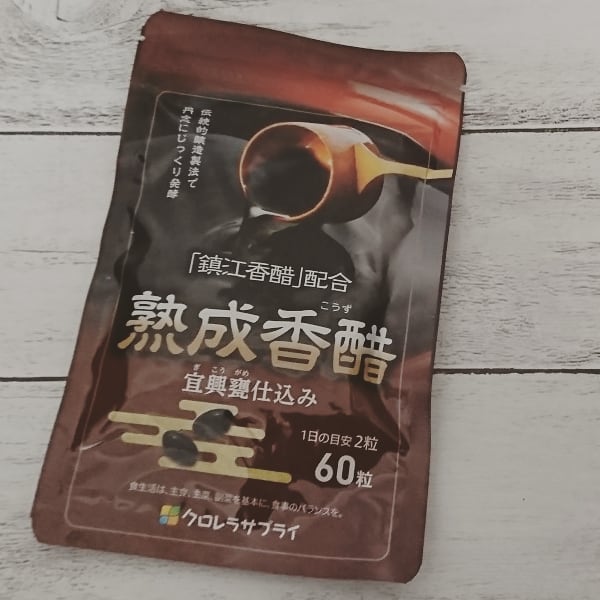 伝統的醸造製法で
丹念にじっくり発酵
「鎮江香醋」配合
こうず
熟成香醋
ぎ こう がめ
宜興甕仕込み
1日の目安 2粒
60粒
食生活は、主食、主菜、副菜を基本に、食事のバランスを。
クロレラサプライ